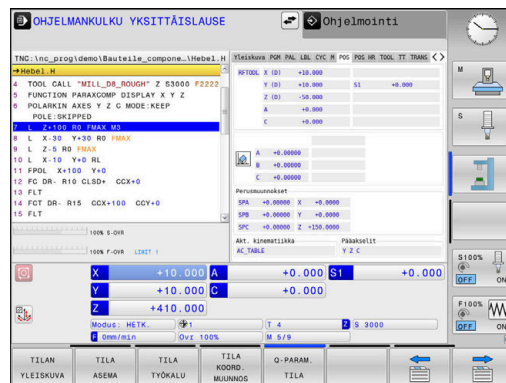 OHJELMANKULKU YKSITTÄISLAUSE
Ohjelmointi
TNC:\nc_prog\demo\Bauteile_compone…\Hebel.H
→Hebel.H
4 TOOL CALL "MILL_D8_ROUGH" Z S3000 F2222
5 FUNCTION PARAXCOMP DISPLAY X Y Z
6 POLARKIN AXES Y Z C MODE:KEEP
POLE:SKIPPED
7 L Z+100 R0 FMAX M3
8 L X-30 Y+30 R0 FMAX
9 L Z-5 R0 FMAX
10 L X-10 Y+0 RL
11 FPOL X+100 Y+0
12 FC DR- R10 CLSD+ CCX+0
13 FLT
14 FCT DR- R15 CCX+100 CCY+0
15 FLT
100% S-OVR
100% F-OVR LIMIT 1
Yleiskuva PGM PAL LBL CYC M POS POS HR TOOL TT TRANS
RFTOOL X (D) +10.000
Y (D) +10.000 S1 +0.000
Z (D) -50.000
A +0.000
C +0.000
A +0.00000
B +0.00000
C +0.00000
Perusmuunnokset
SPA +0.00000 X +0.0000
SPB +0.00000 Y +0.0000
SPC +0.00000 Z +150.0000
Akt. kinematiikka Pääakselit
AC_TABLE Y Z C
X +10.000 A +0.000 S1 +0.000
Y +10.000 C +0.000
Z +410.000
Modus: HETK. 1 T 4 Z S 3000
F 0mm/min Ovr 100% M 5/9
M
S
S100%
OFF ON
F100%
OFF ON
TILAN YLEISKUVA
TILA ASEMA
TILA TYÖKALU
TILA KOORD. MUUNNOS
Q-PARAM. TILA